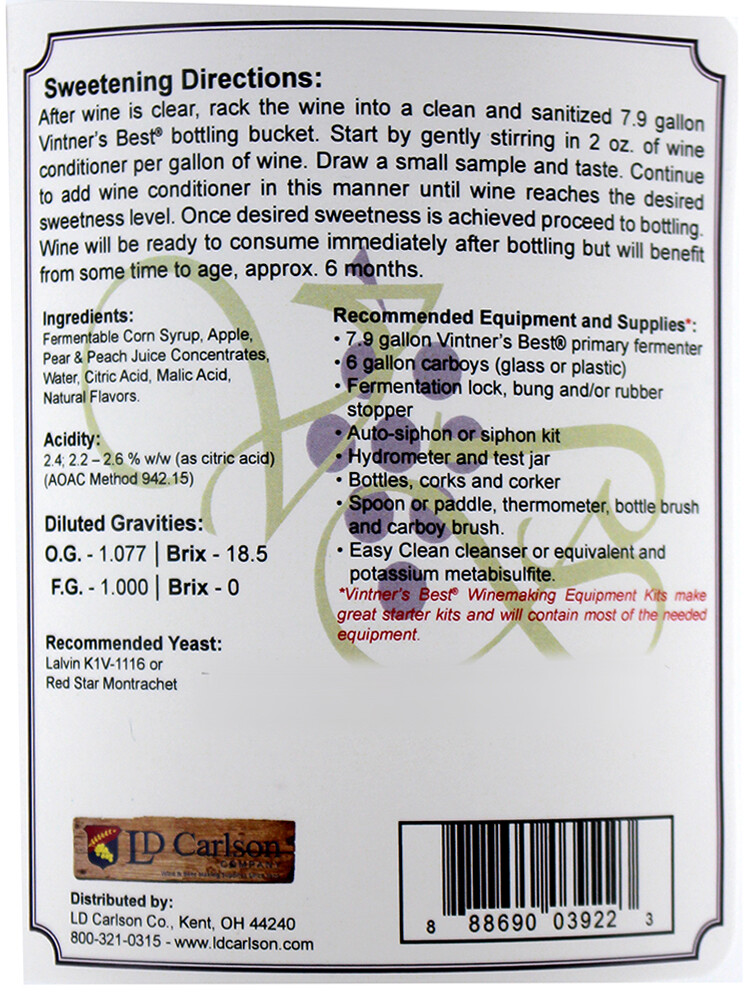 Sweetening Directions:
After wine is clear, rack the wine into a clean and sanitized 7.9 gallon
Vintner's Best® bottling bucket. Start by gently stirring in 2 oz. of wine
conditioner per gallon of wine. Draw a small sample and taste. Continue
to add wine conditioner in this manner until wine reaches the desired
sweetness level. Once desired sweetness is achieved proceed to bottling.
Wine will be ready to consume immediately after bottling but will benefit
from some time to age, approx. 6 months.
Ingredients:
Fermentable Corn Syrup, Apple,
Pear & Peach Juice Concentrates,
Water, Citric Acid, Malic Acid,
Natural Flavors.
Acidity:
2.4; 2.2 – 2.6 % w/w (as citric acid)
(AOAC Method 942.15)
Diluted Gravities:
O.G. - 1.077 | Brix - 18.5
F.G. - 1.000 | Brix - 0
Recommended Yeast:
Lalvin K1V-1116 or
Red Star Montrachet
Recommended Equipment and Supplies*:
• 7.9 gallon Vintner's Best® primary fermenter
• 6 gallon carboys (glass or plastic)
• Fermentation lock, bung and/or rubber
stopper
• Auto-siphon or siphon kit
• Hydrometer and test jar
• Bottles, corks and corker
• Spoon or paddle, thermometer, bottle brush
and carboy brush.
• Easy Clean cleanser or equivalent and
potassium metabisulfite.
*Vintner's Best® Winemaking Equipment Kits make
great starter kits and will contain most of the needed
equipment.
LD Carlson
COMPANY
Distributed by:
LD Carlson Co., Kent, OH 44240
800-321-0315 - www.ldcarlson.com
8 88690 03922 3